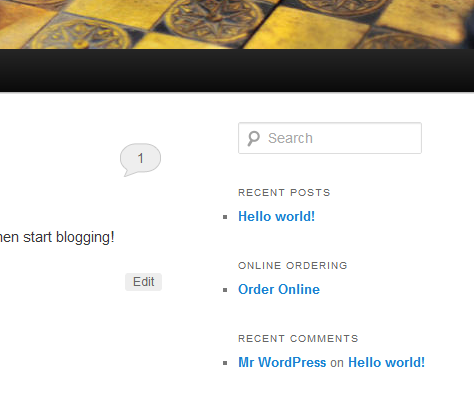 Search
1
RECENT POSTS
Hello world!
hen start blogging!
ONLINE ORDERING
Edit
Order Online
RECENT COMMENTS
Mr WordPress on Hello world!